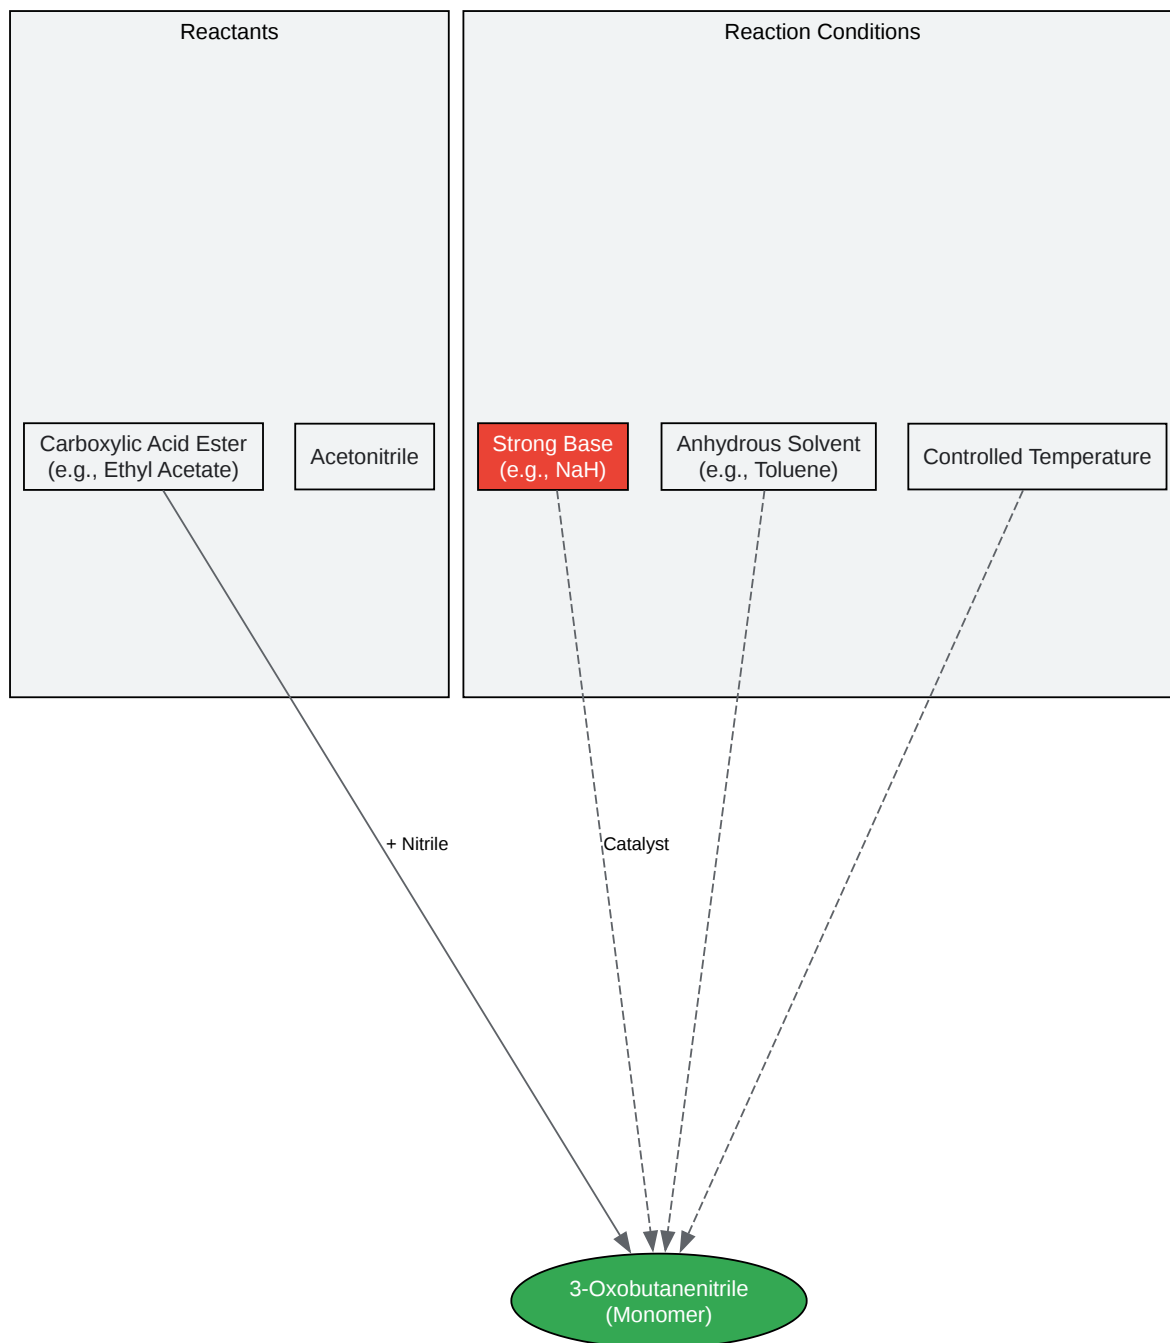 Reactants
Reaction Conditions
Carboxylic Acid Ester
(e.g., Ethyl Acetate)
Acetonitrile
Strong Base
(e.g., NaH)
Anhydrous Solvent
(e.g., Toluene)
Controlled Temperature
+ Nitrile
Catalyst
3-Oxobutanenitrile
(Monomer)